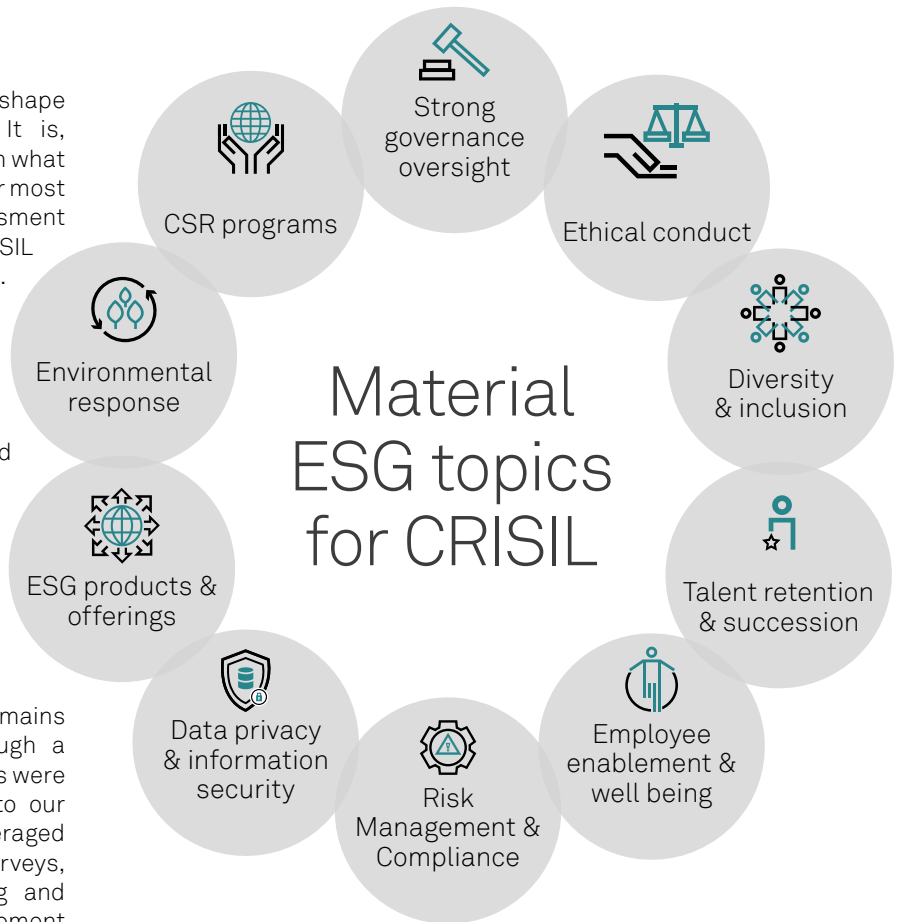 shape
It is,
what
most
SIL
mains
ugh a
s were
to our
rveys,
and
Strong
governance
oversight
Ethical conduct
Diversity
& inclusion
Talent retention
& succession
Employee
enablement &
well being
Risk
Management &
Compliance
Data privacy
& information
security
ESG products &
offerings
Environmental
response
CSR programs
Material
ESG topics
for CRISIL